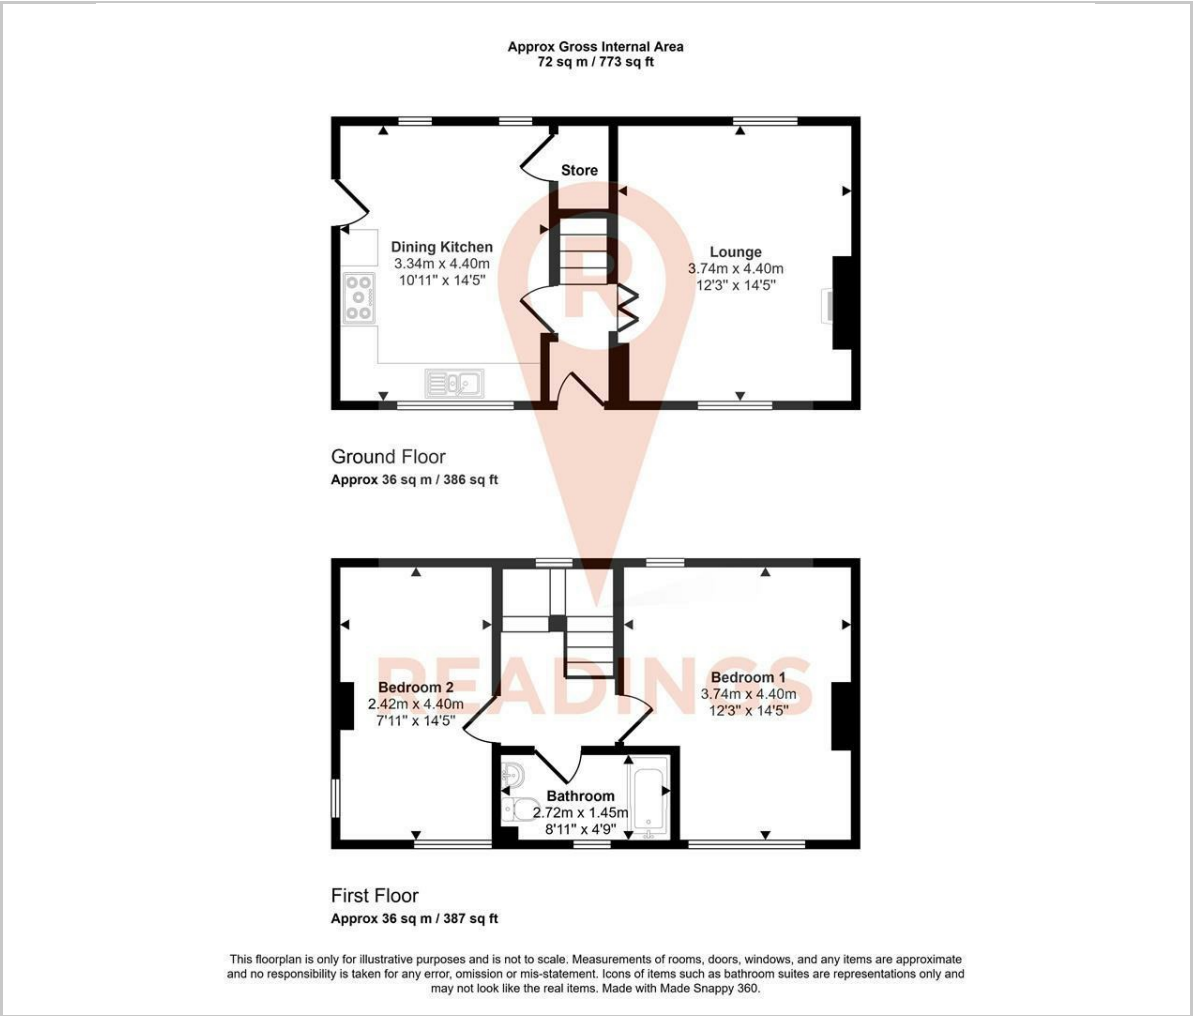 Approx Gross Internal Area
72 sq m / 773 sq ft
Store
Dining Kitchen
3.34m x 4.40m
10'11" x 14'5"
Lounge
3.74m x 4.40m
12'3" x 14'5"
R
Ground Floor
Approx 36 sq m / 386 sq ft
READINGS
Bedroom 2
2.42m x 4.40m
7'11" x 14'5"
Bedroom 1
3.74m x 4.40m
12'3" x 14'5"
Bathroom
2.72m x 1.45m
8'11" x 4'9"
First Floor
Approx 36 sq m / 387 sq ft
This floorplan is only for illustrative purposes and is not to scale. Measurements of rooms, doors, windows, and any items are approximate
and no responsibility is taken for any error, omission or mis-statement. Icons of items such as bathroom suites are representations only and
may not look like the real items. Made with Made Snappy 360.